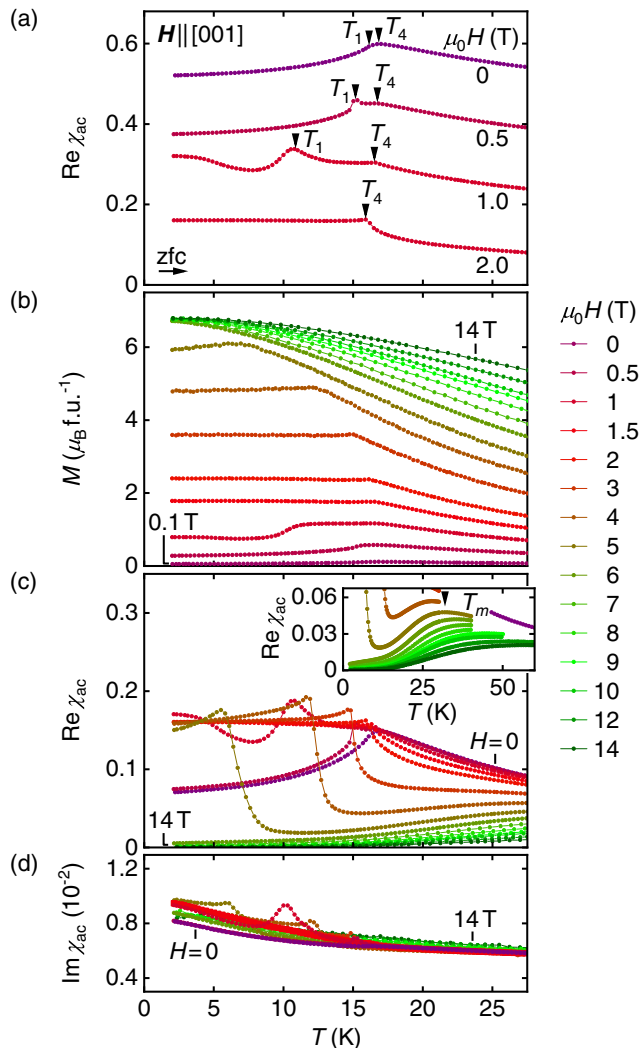 (a)
H||[001]
T1 T4
μ0H (T)
0
T1 T4
0.5
T1 T4
1.0
T4
2.0
zfc
Re χac
0.6
0.4
0.2
0
(b)
14 T
M (μB f.u.-1)
6
4
2
0
0.1 T
μ0H (T)
0
0.5
1
1.5
2
3
4
5
6
7
8
9
10
12
14
(c)
Re χac
0.06
0.03
0
Tm
0 25 50
T (K)
Re χac
0.3
0.2
0.1
0
H=0
14 T
(d)
Im χac (10-2)
1.2
0.8
0.4
H=0
14 T
0 5 10 15 20 25
T (K)